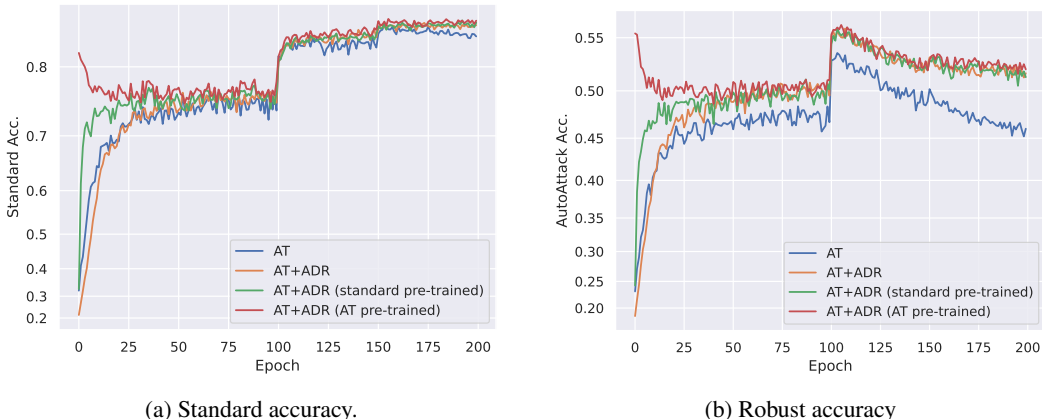 Standard Acc.
0.8
0.7
0.6
0.5
0.4
0.3
0.2
AT
AT+ADR
AT+ADR (standard pre-trained)
AT+ADR (AT pre-trained)
0 25 50 75 100 125 150 175 200
Epoch
(a) Standard accuracy.
AutoAttack Acc.
0.55
0.50
0.45
0.40
0.35
0.30
0.25
0.20
AT
AT+ADR
AT+ADR (standard pre-trained)
AT+ADR (AT pre-trained)
0 25 50 75 100 125 150 175 200
Epoch
(b) Robust accuracy